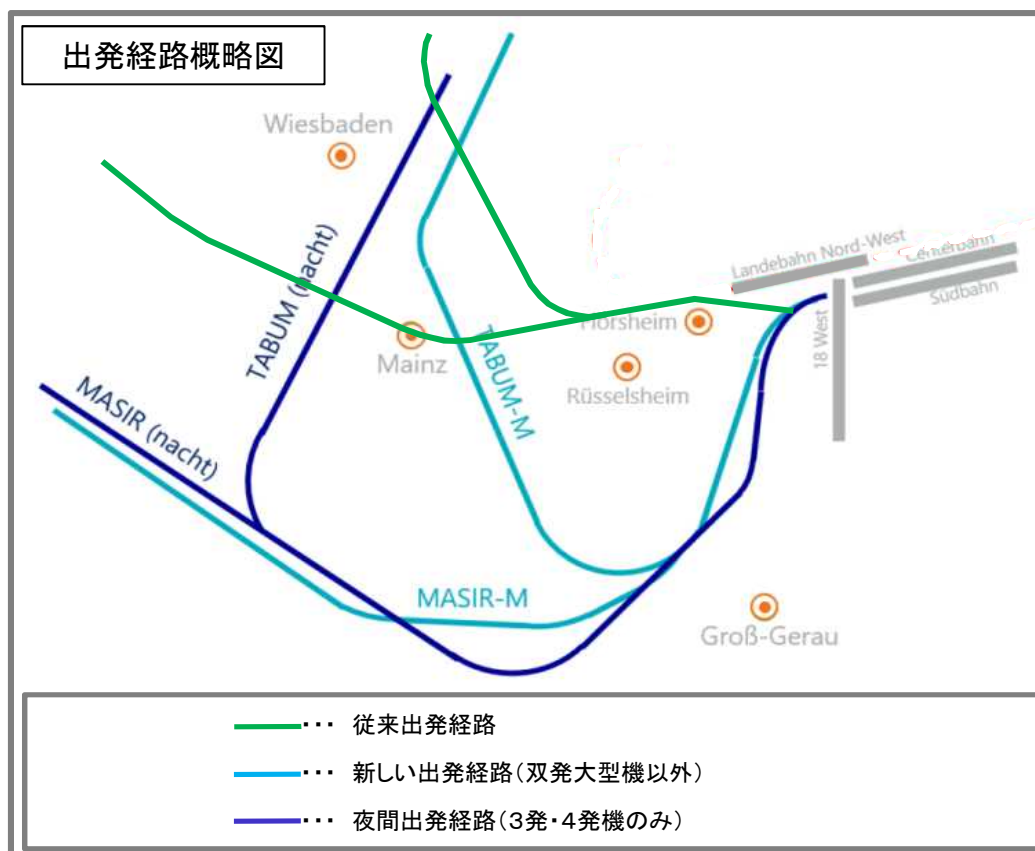 出発経路概略図
Wiesbaden
TABUM (nacht)
Landebahn Nord-West
Centerbahn
Südbahn
18 West
Mainz
TABUM-M
Rüsselsheim
MASIR (nacht)
MASIR-M
Groß-Gerau
･･･ 従来出発経路
･･･ 新しい出発経路(双発大型機以外)
･･･ 夜間出発経路(3発・4発機のみ)